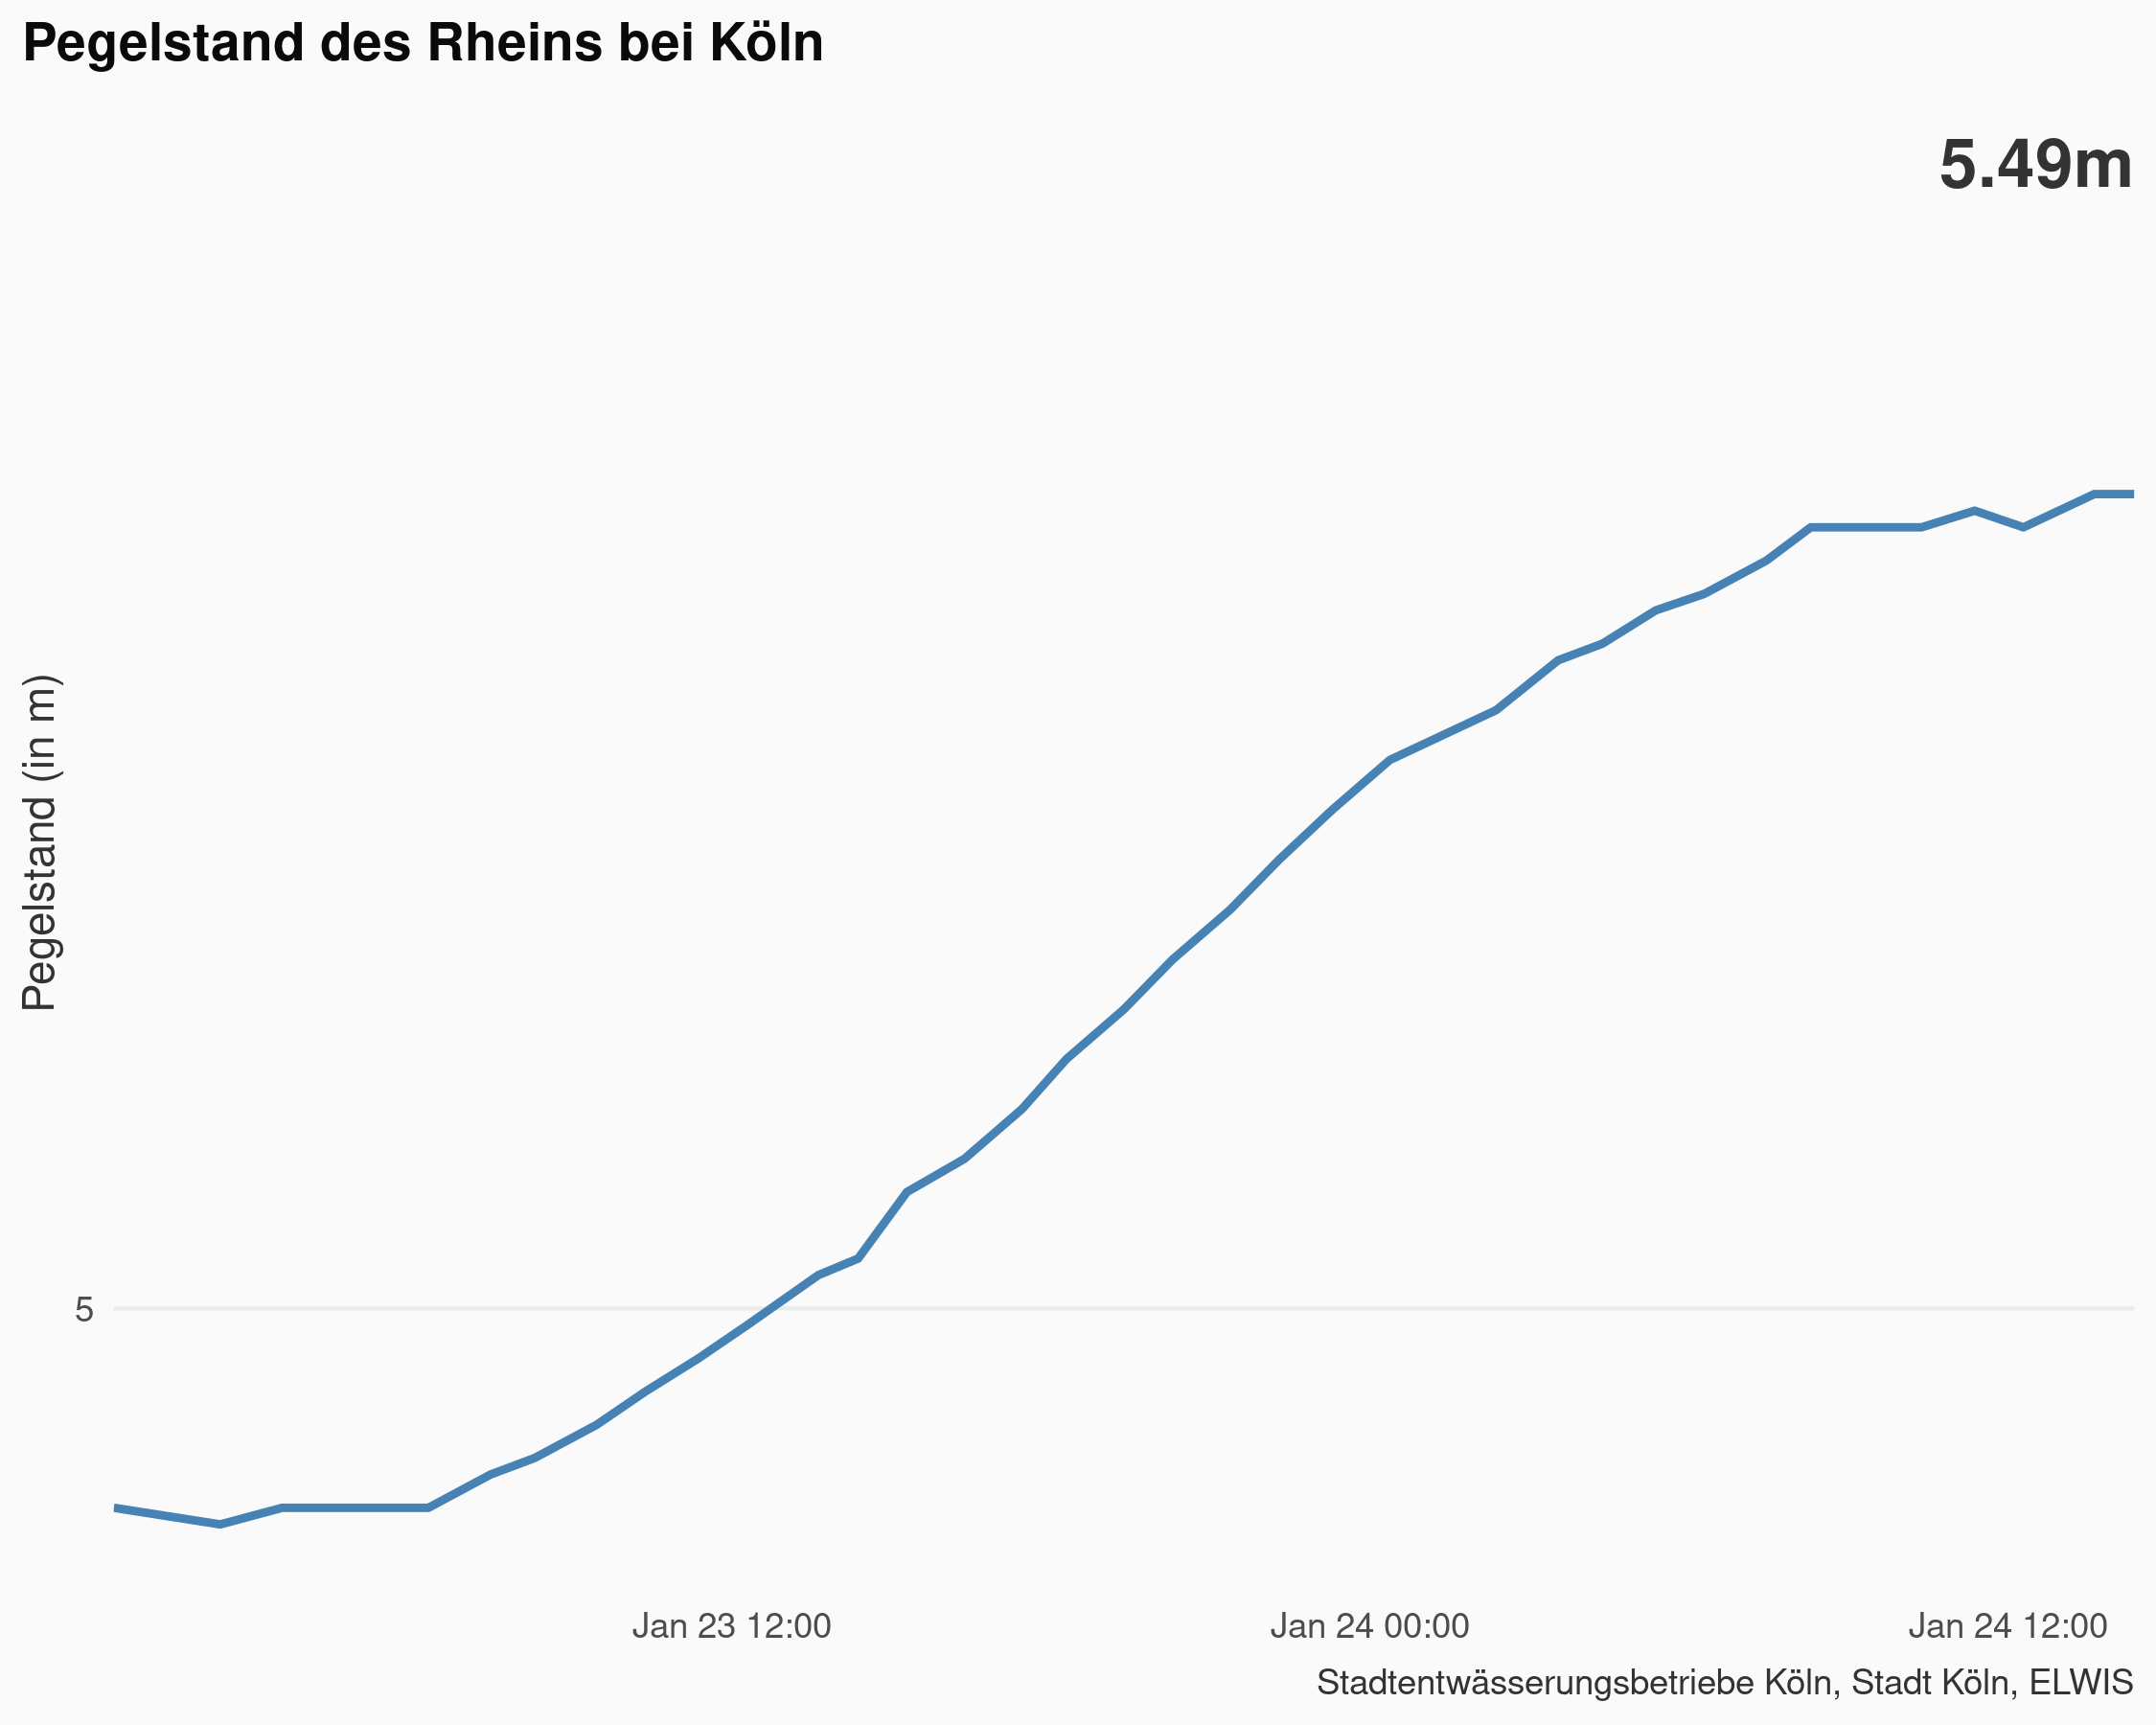 Pegelstand des Rheins bei Köln
5.49m
Pegelstand (in m)
5
Jan 23 12:00
Jan 24 00:00
Jan 24 12:00
Stadtentwässerungsbetriebe Köln, Stadt Köln, ELWIS